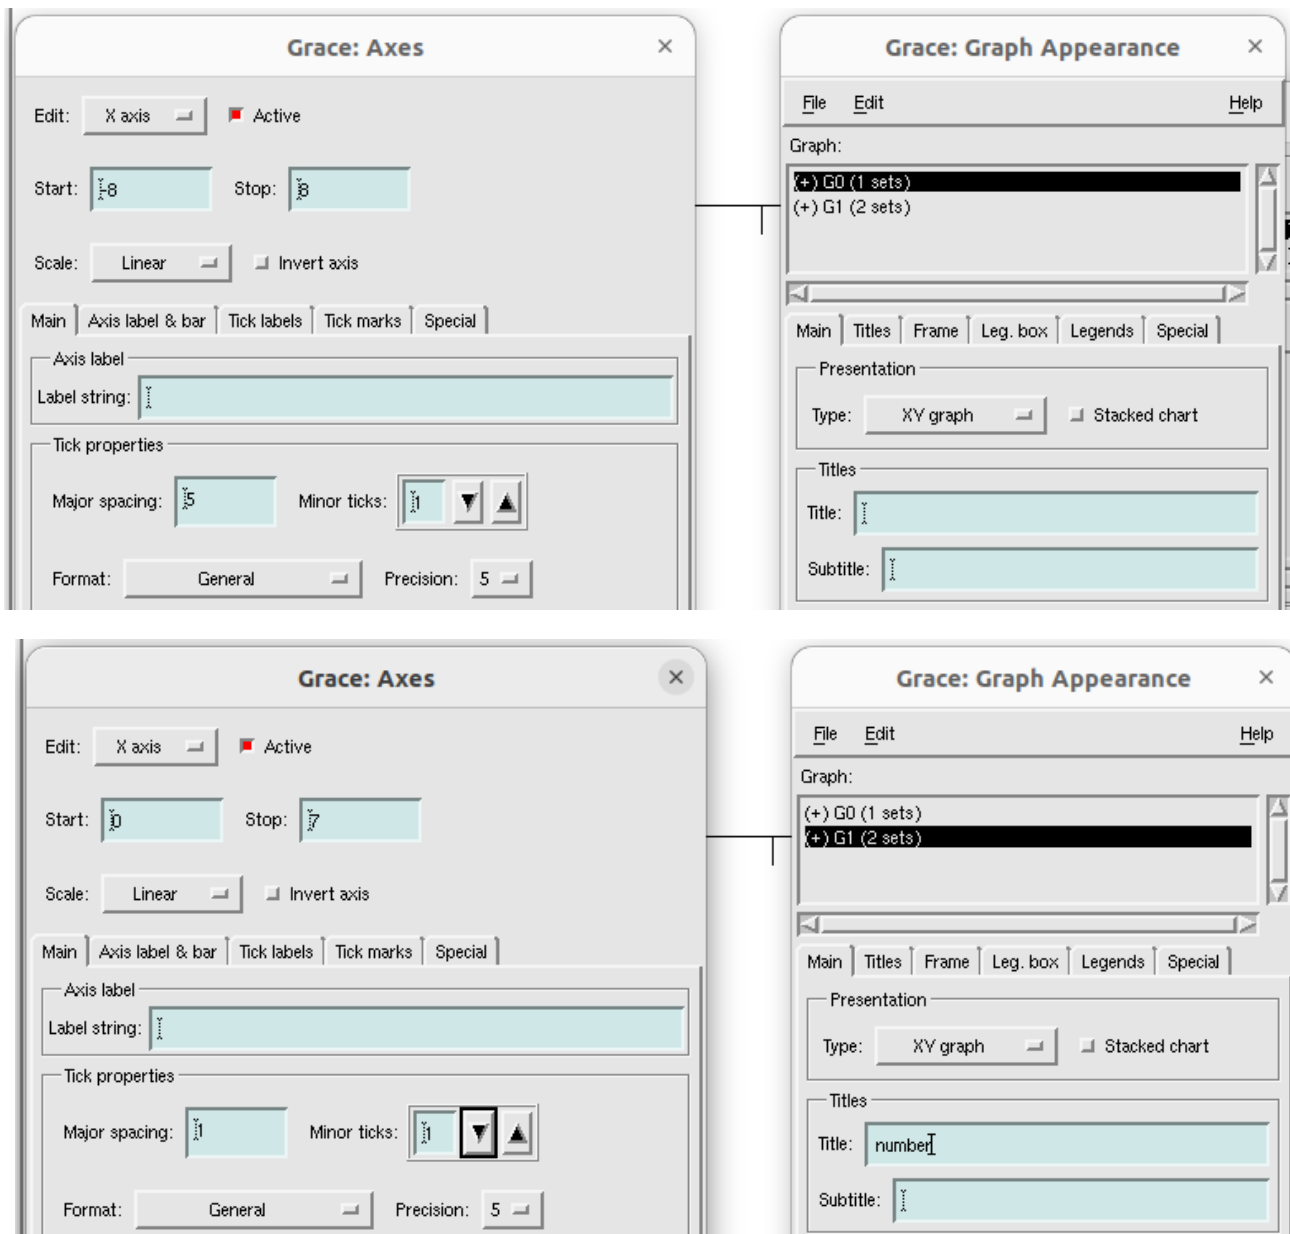 Grace: Axes
Edit: X axis Active
Start: -8 Stop: 8
Scale: Linear Invert axis
Main Axis label & bar Tick labels Tick marks Special
Axis label
Label string:
Tick properties
Major spacing: 5 Minor ticks: 1
Format: General Precision: 5
Grace: Graph Appearance
File Edit Help
Graph:
(+) G0 (1 sets)
(+) G1 (2 sets)
Main Titles Frame Leg. box Legends Special
Presentation
Type: XY graph Stacked chart
Titles
Title:
Subtitle:
Grace: Axes
Edit: X axis Active
Start: 0 Stop: 7
Scale: Linear Invert axis
Main Axis label & bar Tick labels Tick marks Special
Axis label
Label string:
Tick properties
Major spacing: 1 Minor ticks: 1
Format: General Precision: 5
Grace: Graph Appearance
File Edit Help
Graph:
(+) G0 (1 sets)
(+) G1 (2 sets)
Main Titles Frame Leg. box Legends Special
Presentation
Type: XY graph Stacked chart
Titles
Title: number
Subtitle: